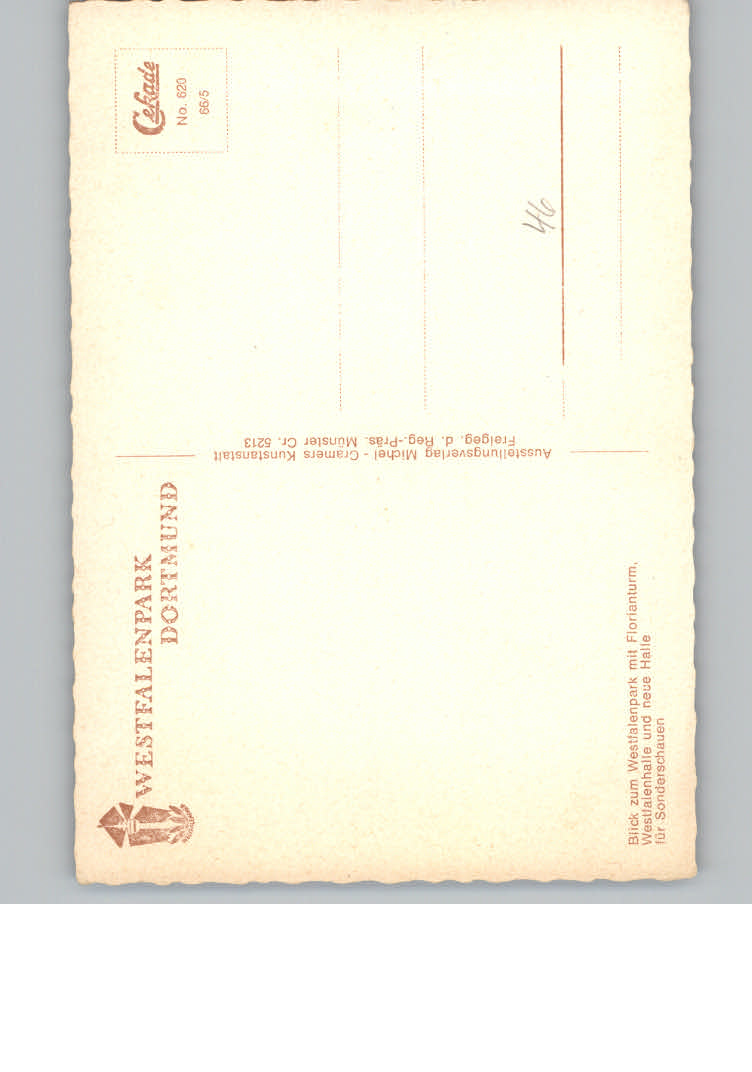 WESTFALENPARK
DORTMUND
Blick zum Westfalenpark mit Florianturm,
Westfalenhalle und neue Halle
für Sonderschauen
Ausstellungsverlag Michel - Cramers Kunstanstalt
Freigeg. d. Reg.-Präs. Münster Cr. 5213
Cekade
No. 620
66/5
46